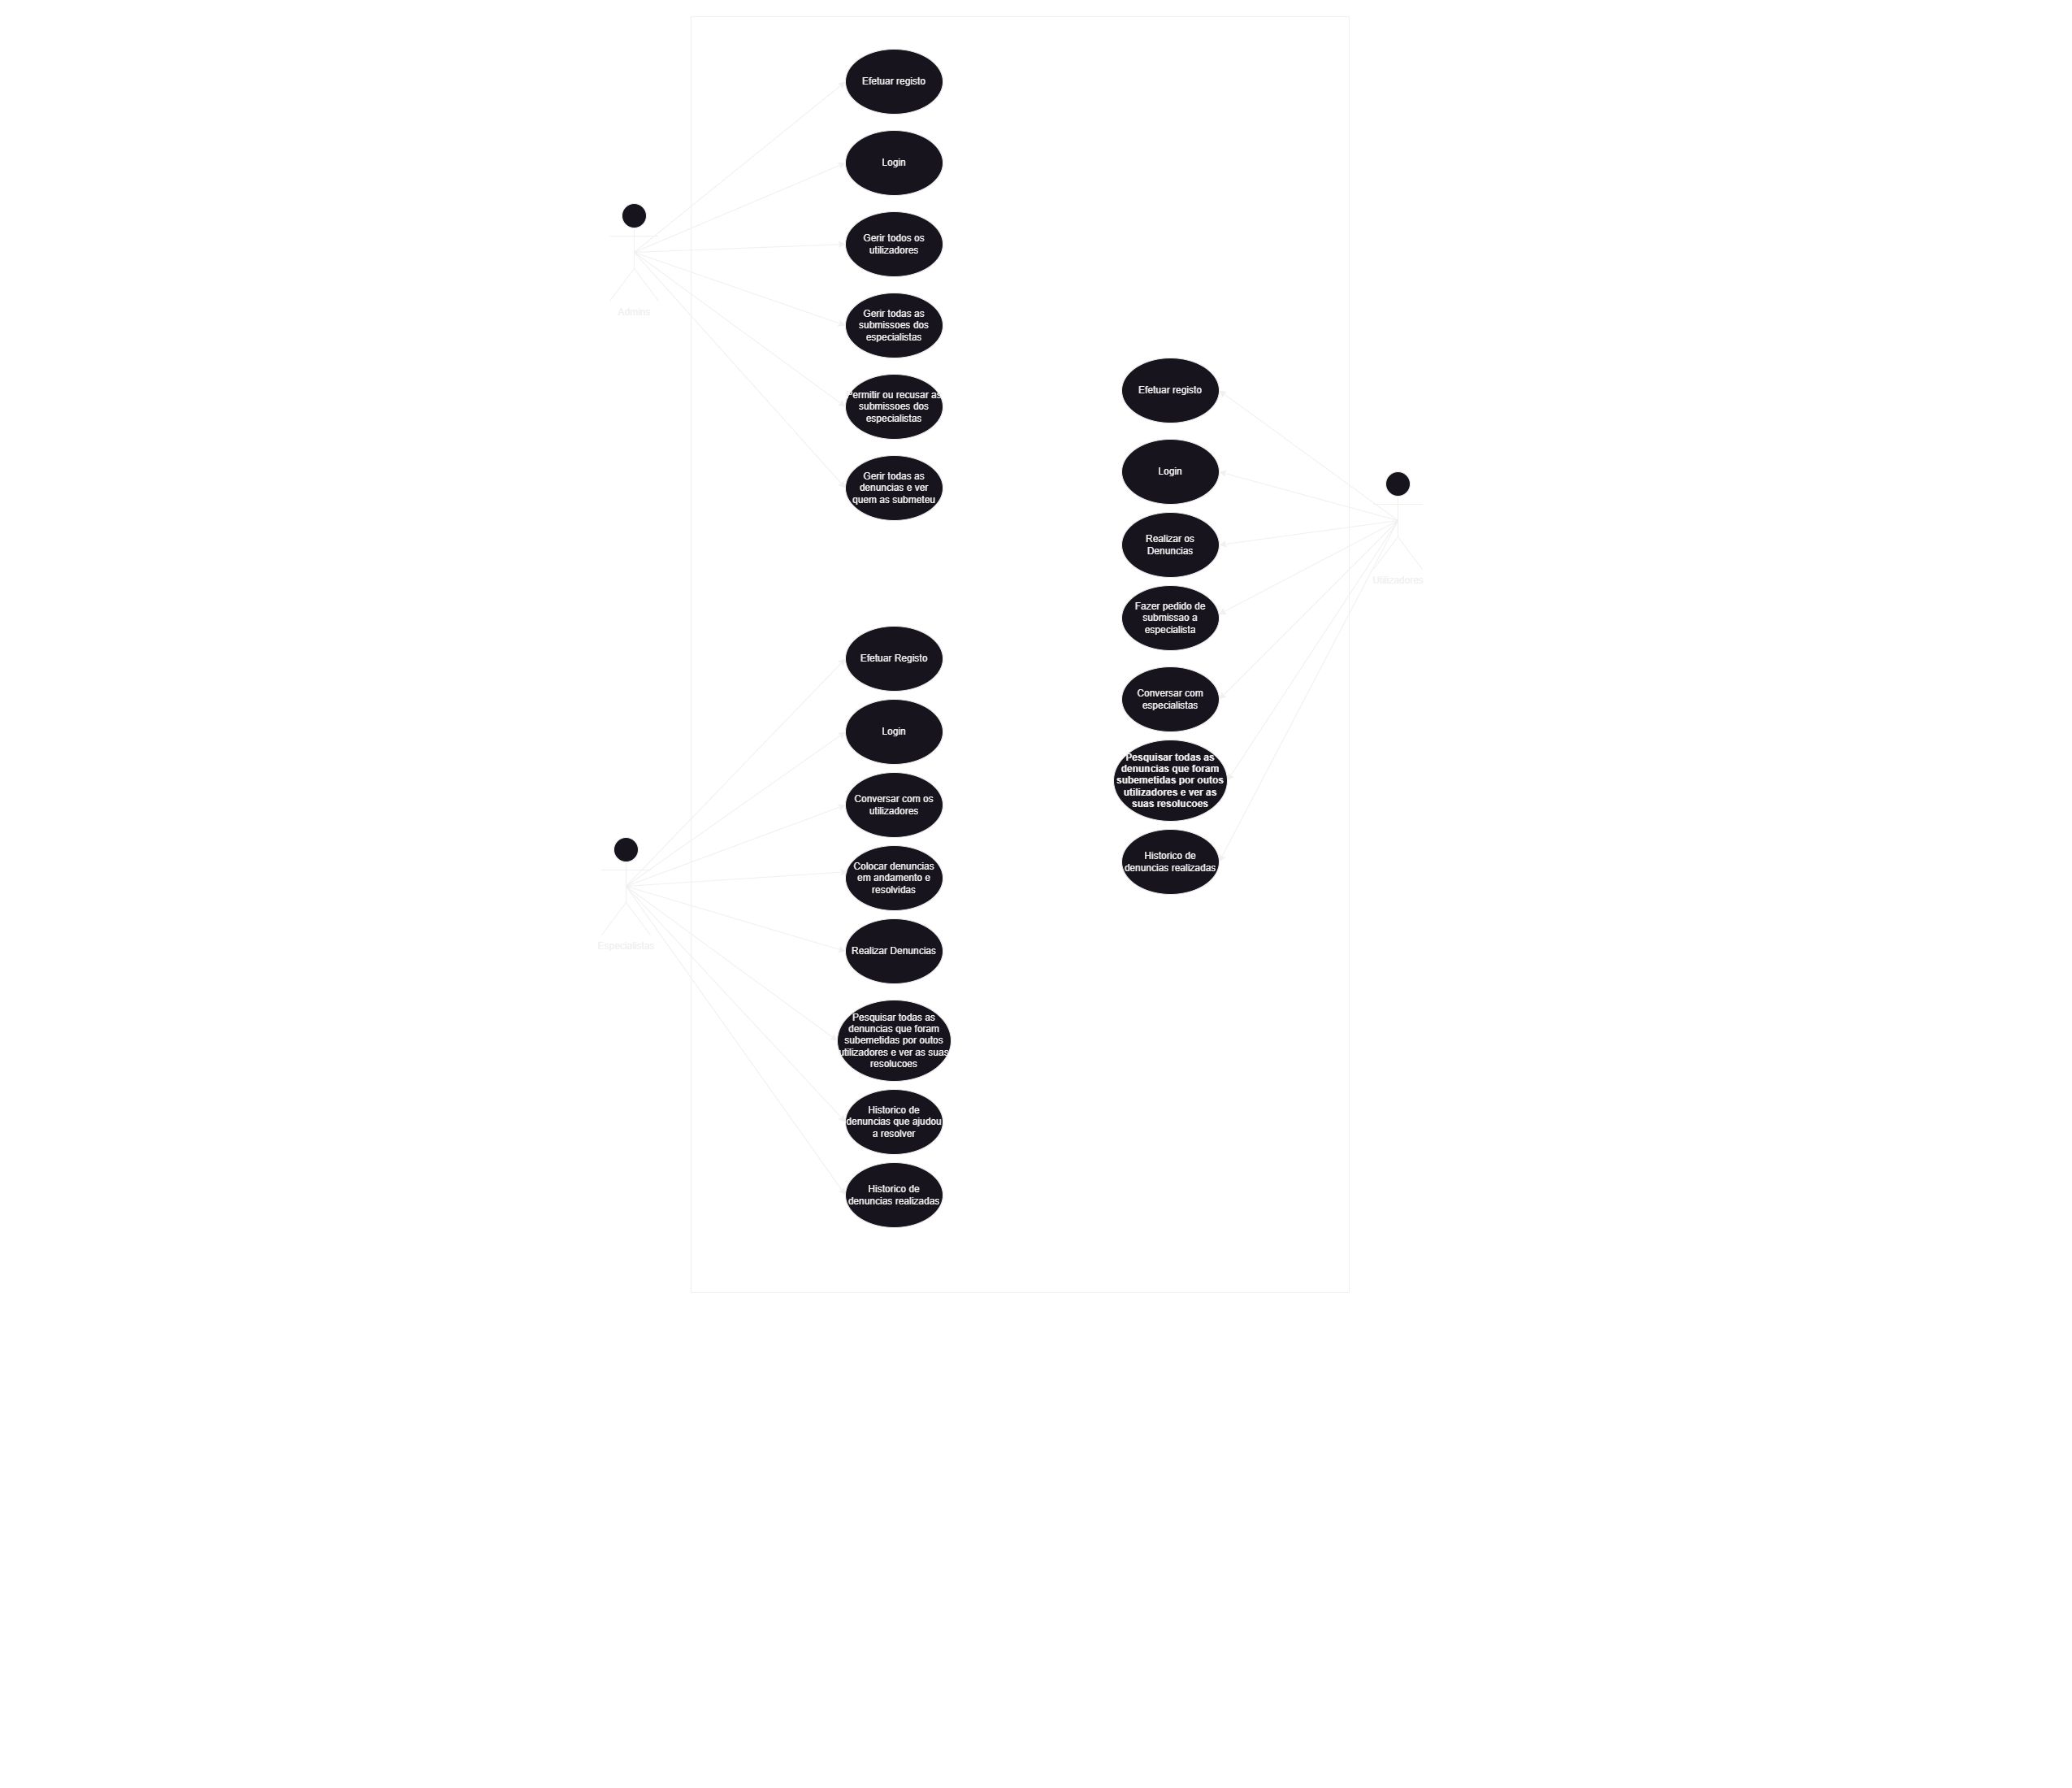 Efetuar registo
Login
Gerir todos os
utilizadores
Admins
Gerir todas as
submissoes dos
especialistas
Permitir ou recusar as
submissoes dos
especialistas
Gerir todas as
denuncias e ver
quem as submeteu
Efetuar registo
Login
Realizar os
Denuncias
Utilizadores
Fazer pedido de
submissao a
especialista
Conversar com
especialistas
Pesquisar todas as
denuncias que foram
subemetidas por outos
utilizadores e ver as
suas resolucoes
Historico de
denuncias realizadas
Efetuar Registo
Login
Conversar com os
utilizadores
Colocar denuncias
em andamento e
resolvidas
Especialistas
Realizar Denuncias
Pesquisar todas as
denuncias que foram
subemetidas por outos
utilizadores e ver as suas
resolucoes
Historico de
denuncias que ajudou
a resolver
Historico de
denuncias realizadas